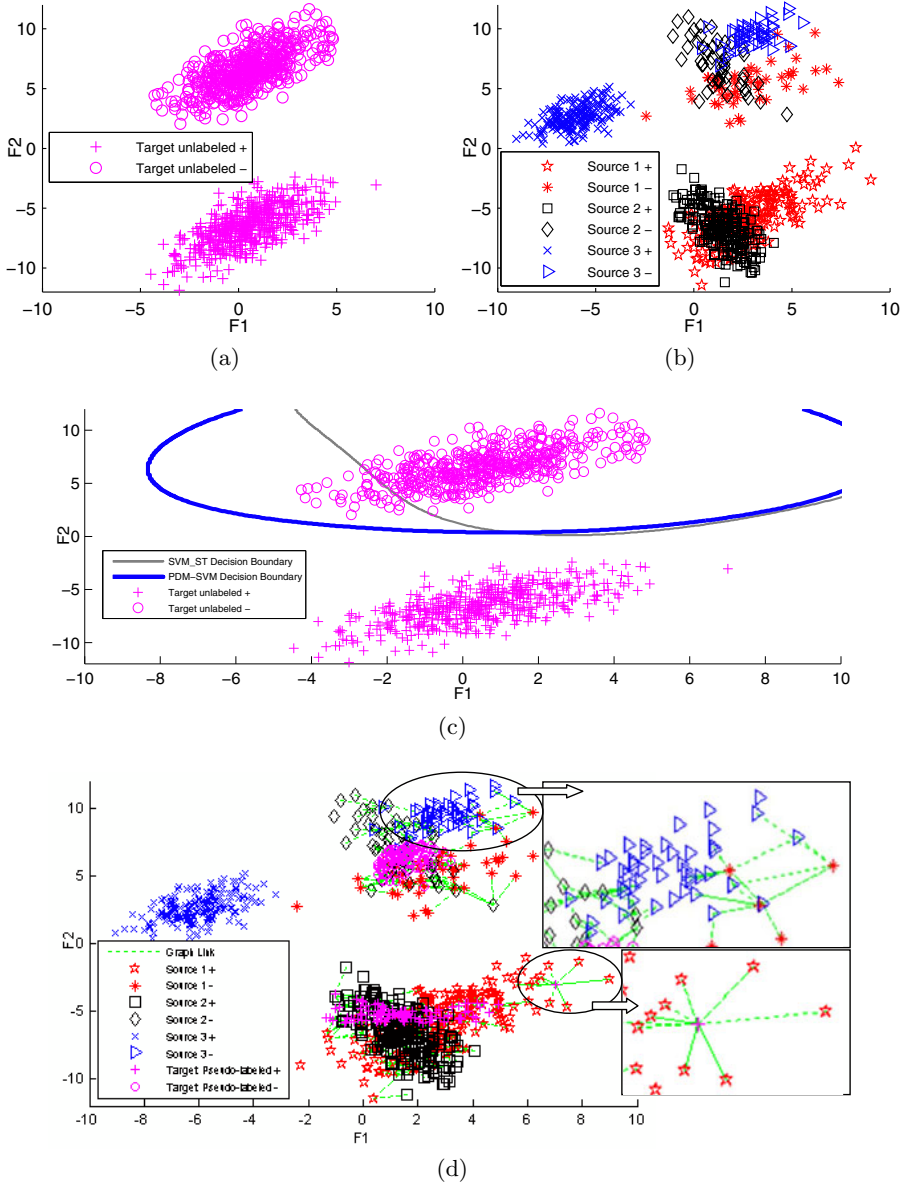 10
5
0
−5
−10
F2
Target unlabeled +
Target unlabeled −
−10
−5
0
5
10
F1
(a)
10
5
0
−5
−10
F2
Source 1 +
Source 1 −
Source 2 +
Source 2 −
Source 3 +
Source 3 −
−10
−5
0
5
10
F1
(b)
10
5
0
−5
−10
F2
SVM_ST Decision Boundary
PDM−SVM Decision Boundary
Target unlabeled +
Target unlabeled −
−10
−8
−6
−4
−2
0
2
4
6
8
10
F1
(c)
10
5
0
-5
-10
F2
Graph Link
Source 1+
Source 1-
Source 2+
Source 2-
Source 3+
Source 3-
Target Pseudo-labeled+
Target Pseudo-labeled-
-10
-8
-6
-4
-2
0
2
4
6
8
10
F1
(d)